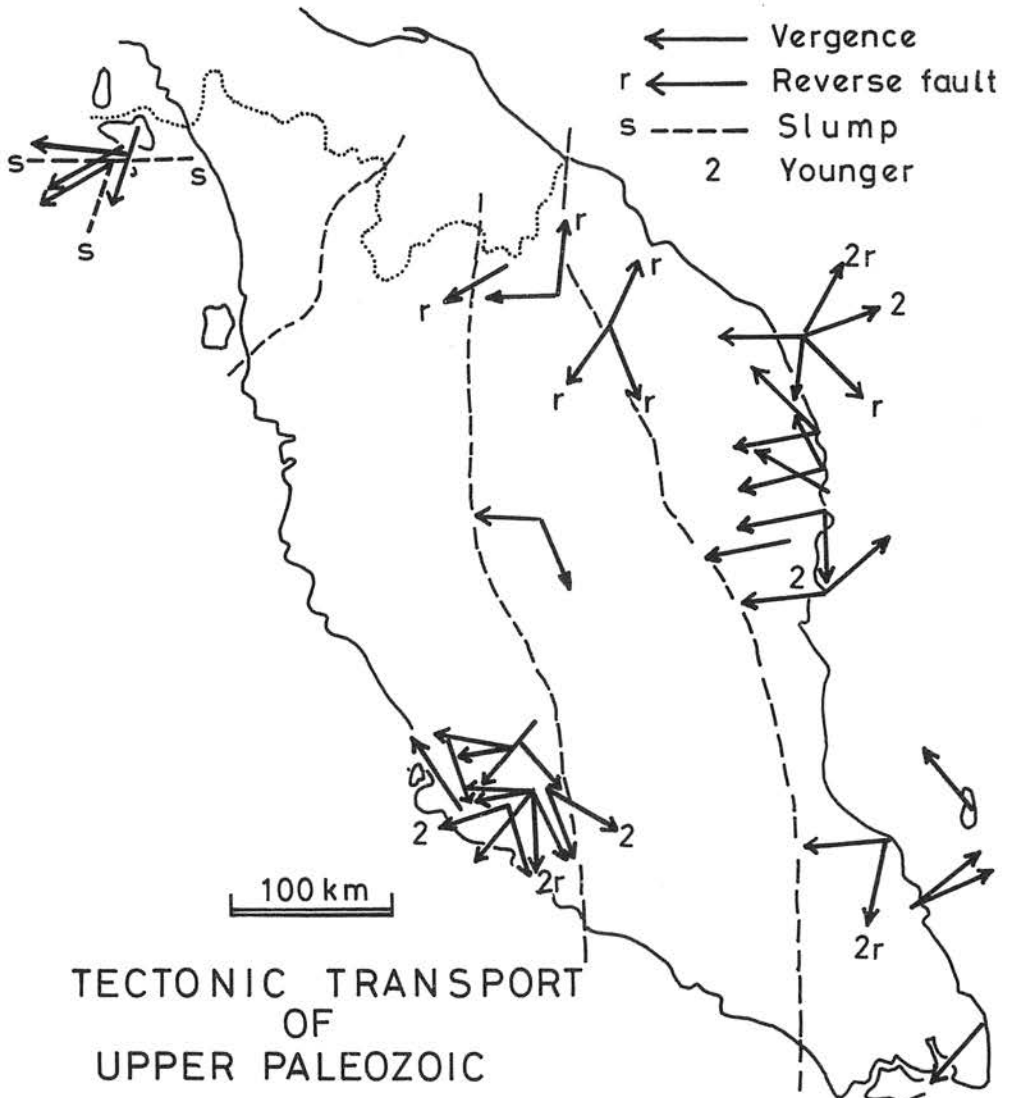 Vergence
r Reverse fault
s Slump
2 Younger
s
s
s
r
r
r
r
r
2r
2
r
2
2
2
2r
2r
100 km
TECTONIC TRANSPORT
OF
UPPER PALEOZOIC